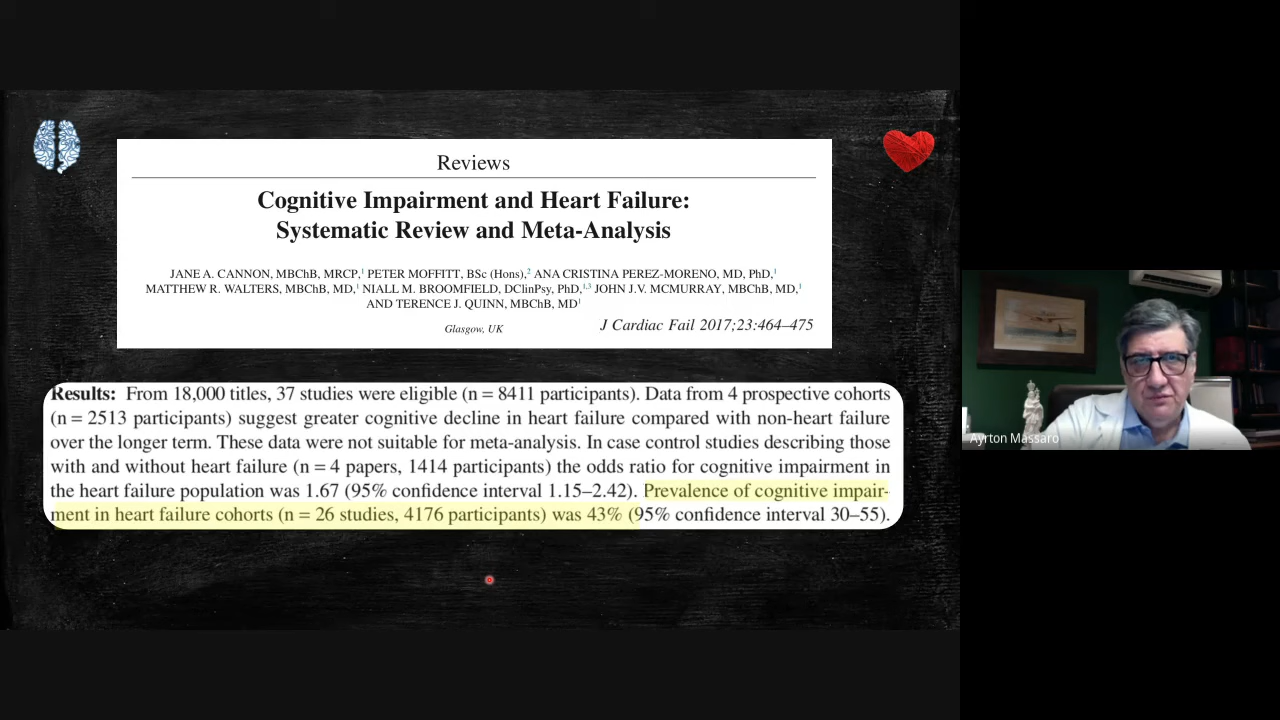 Reviews
Cognitive Impairment and Heart Failure:
Systematic Review and Meta-Analysis
JANE A. CANNON, MBChB, MRCP,1 PETER MOFFITT, BSc (Hons),2 ANA CRISTINA PEREZ-MORENO, MD, PhD,1
MATTHEW R. WALTERS, MBChB, MD,1 NIALL M. BROOMFIELD, DClinPsy, PhD,1,3 JOHN J.V. MCMURRAY, MBChB, MD,1
AND TERENCE J. QUINN, MBChB, MD1
Glasgow, UK
J Cardiac Fail 2017;23:464–475
Results: From 18,000 titles, 37 studies were eligible (n = 8411 participants). Data from 4 prospective cohorts
(n = 2513 participants) suggest greater cognitive decline in heart failure compared with non-heart failure
over the longer term. These data were not suitable for meta-analysis. In case control studies describing those
with and without heart failure (n = 4 papers, 1414 participants) the odds ratio for cognitive impairment in
the heart failure population was 1.67 (95% confidence interval 1.15–2.42). Prevalence of cognitive impair-
ment in heart failure cohorts (n = 26 studies, 4176 participants) was 43% (95% confidence interval 30–55).
Ayrton Massaro